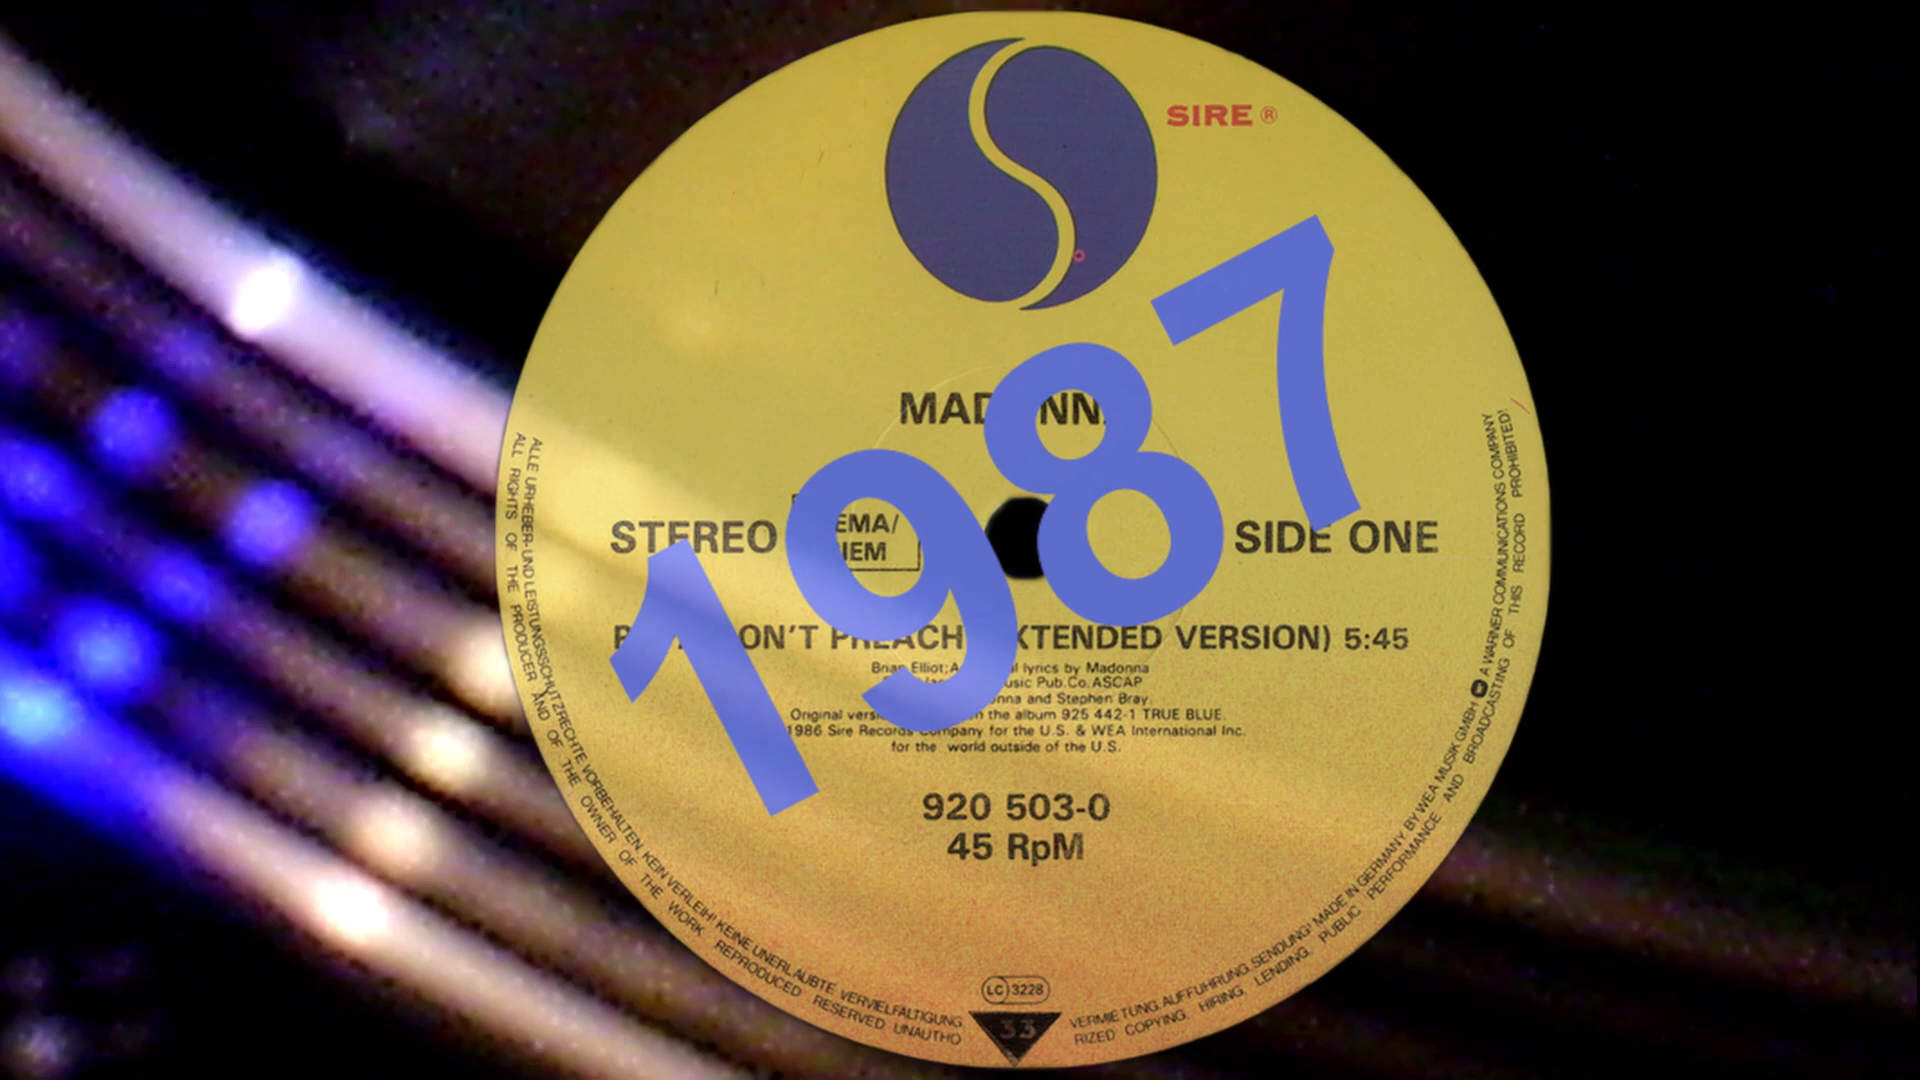 SIRE ®
MAD NN
STEREO
EMA/
IEM
SIDE ONE
ON'T PREACH XTENDED VERSION) 5:45
Brian Elliot: A l lyrics by Madonna
usic Pub.Co. ASCAP
onna and Stephen Bray.
Original versi n the album 925 442-1 TRUE BLUE.
1986 Sire Records Company for the U.S. & WEA International Inc.
for the world outside of the U.S.
920 503-0
45 RpM
LC 3228
33
1987
ALLE URHEBER- UND LEISTUNGSSCHUTZRECHTE VORBEHALTEN. KEIN VERLEIH! KEINE UNERLAUBTE VERVIELFÄLTIGUNG, VERMIETUNG, AUFFÜHRUNG, SENDUNG! MADE IN GERMANY BY WEA MUSIK GMBH A WARNER COMMUNICATIONS COMPANY
ALL RIGHTS OF THE PRODUCER AND OF THE OWNER OF THE WORK REPRODUCED RESERVED UNAUTHO RIZED COPYING, HIRING, LENDING, PUBLIC PERFORMANCE AND BROADCASTING OF THIS RECORD PROHIBITED!